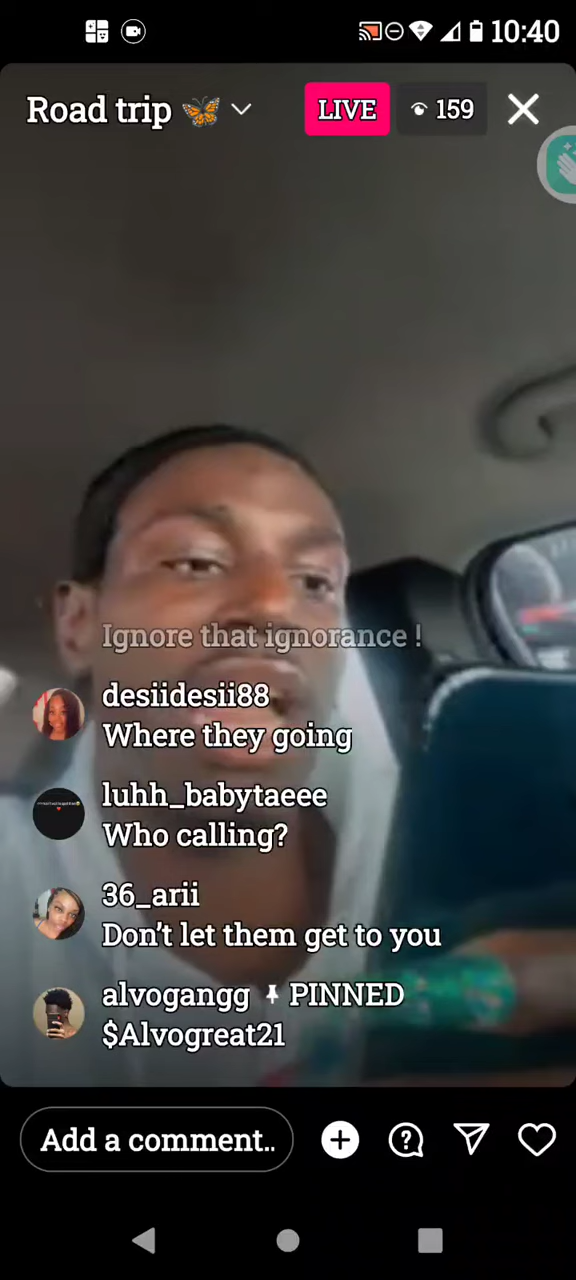 10:40
Road trip 🦋
LIVE
159
Ignore that ignorance !
desiidesii88
Where they going
luhh_babytaeee
Who calling?
36_arii
Don't let them get to you
alvogangg PINNED
$Alvogreat21
Add a comment..